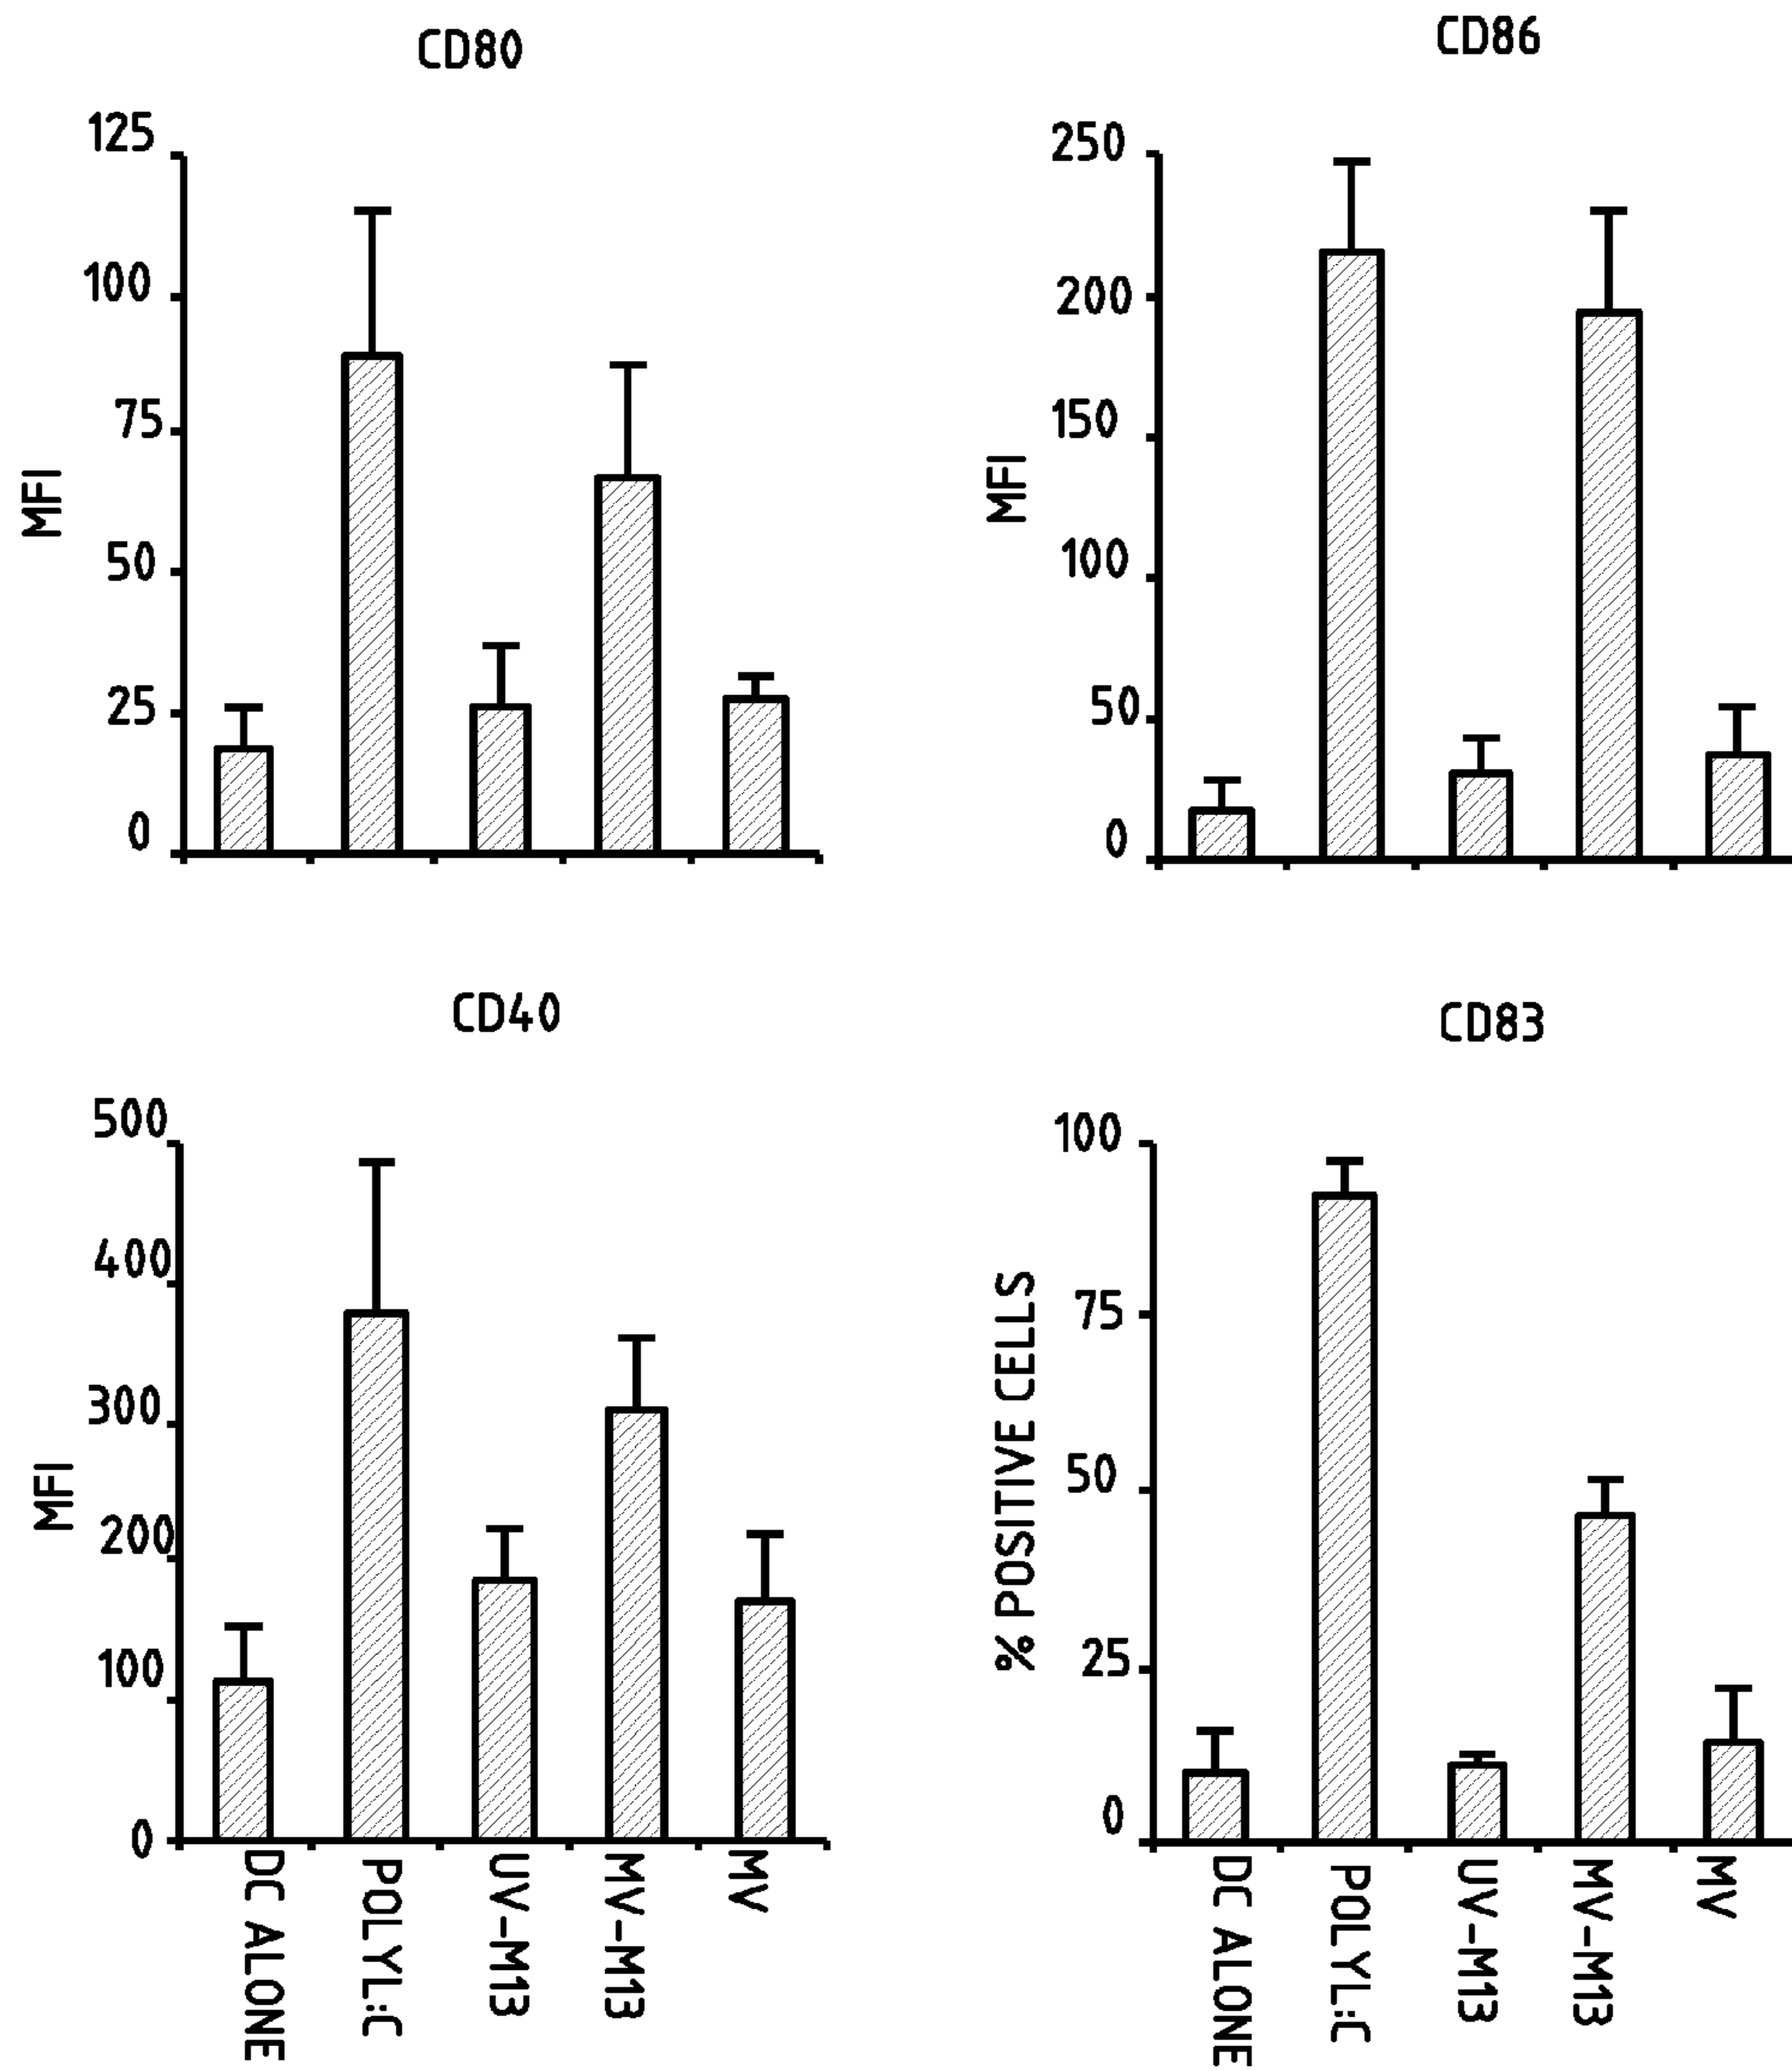 CD80
125
100
75
50
25
0
MFI
CD86
250
200
150
100
50
0
MFI
CD40
500
400
300
200
100
0
MFI
DC ALONE
POLYL:C
UV-M13
MV-M13
MV
CD83
100
75
50
25
0
% POSITIVE CELLS
DC ALONE
POLYL:C
UV-M13
MV-M13
MV